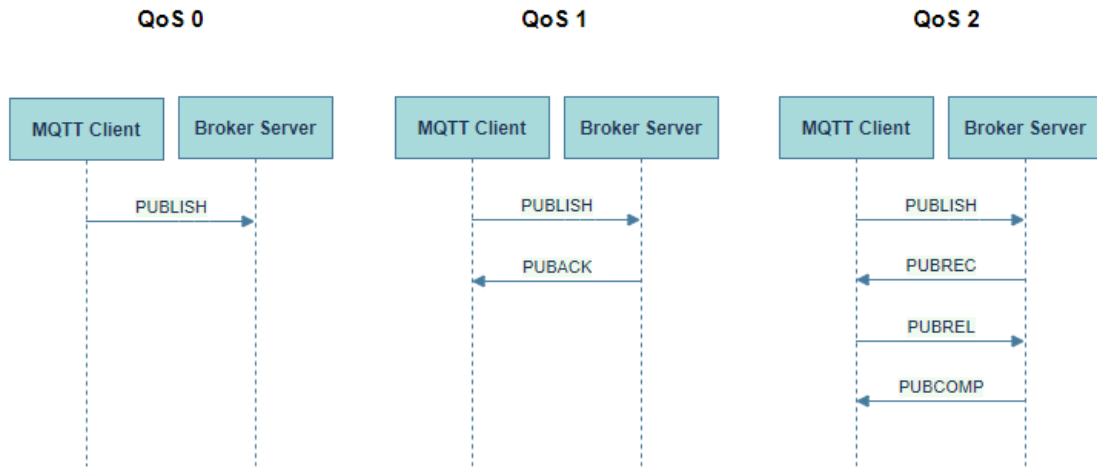 QoS 0
QoS 1
QoS 2
MQTT Client
Broker Server
MQTT Client
Broker Server
MQTT Client
Broker Server
PUBLISH
PUBLISH
PUBLISH
PUBACK
PUBREC
PUBREL
PUBCOMP